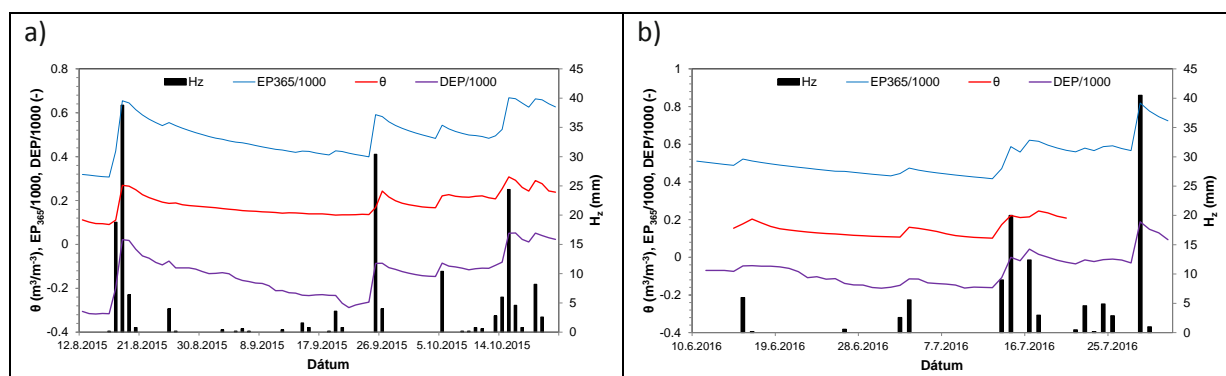 a)
Hz EP365/1000 θ DEP/1000
0.8
0.6
0.4
0.2
0
-0.2
-0.4
45
40
35
30
25
20
15
10
5
0
θ (m³/m⁻³), EP₃₆₅/1000, DEP/1000 (-)
H_z (mm)
12.8.2015 21.8.2015 30.8.2015 8.9.2015 17.9.2015 26.9.2015 5.10.2015 14.10.2015
Dátum
b)
Hz EP365/1000 θ DEP/1000
1
0.8
0.6
0.4
0.2
0
-0.2
-0.4
45
40
35
30
25
20
15
10
5
0
θ (m³/m⁻³), EP₃₆₅/1000, DEP/1000 (-)
H_z (mm)
10.6.2016 19.6.2016 28.6.2016 7.7.2016 16.7.2016 25.7.2016
Dátum